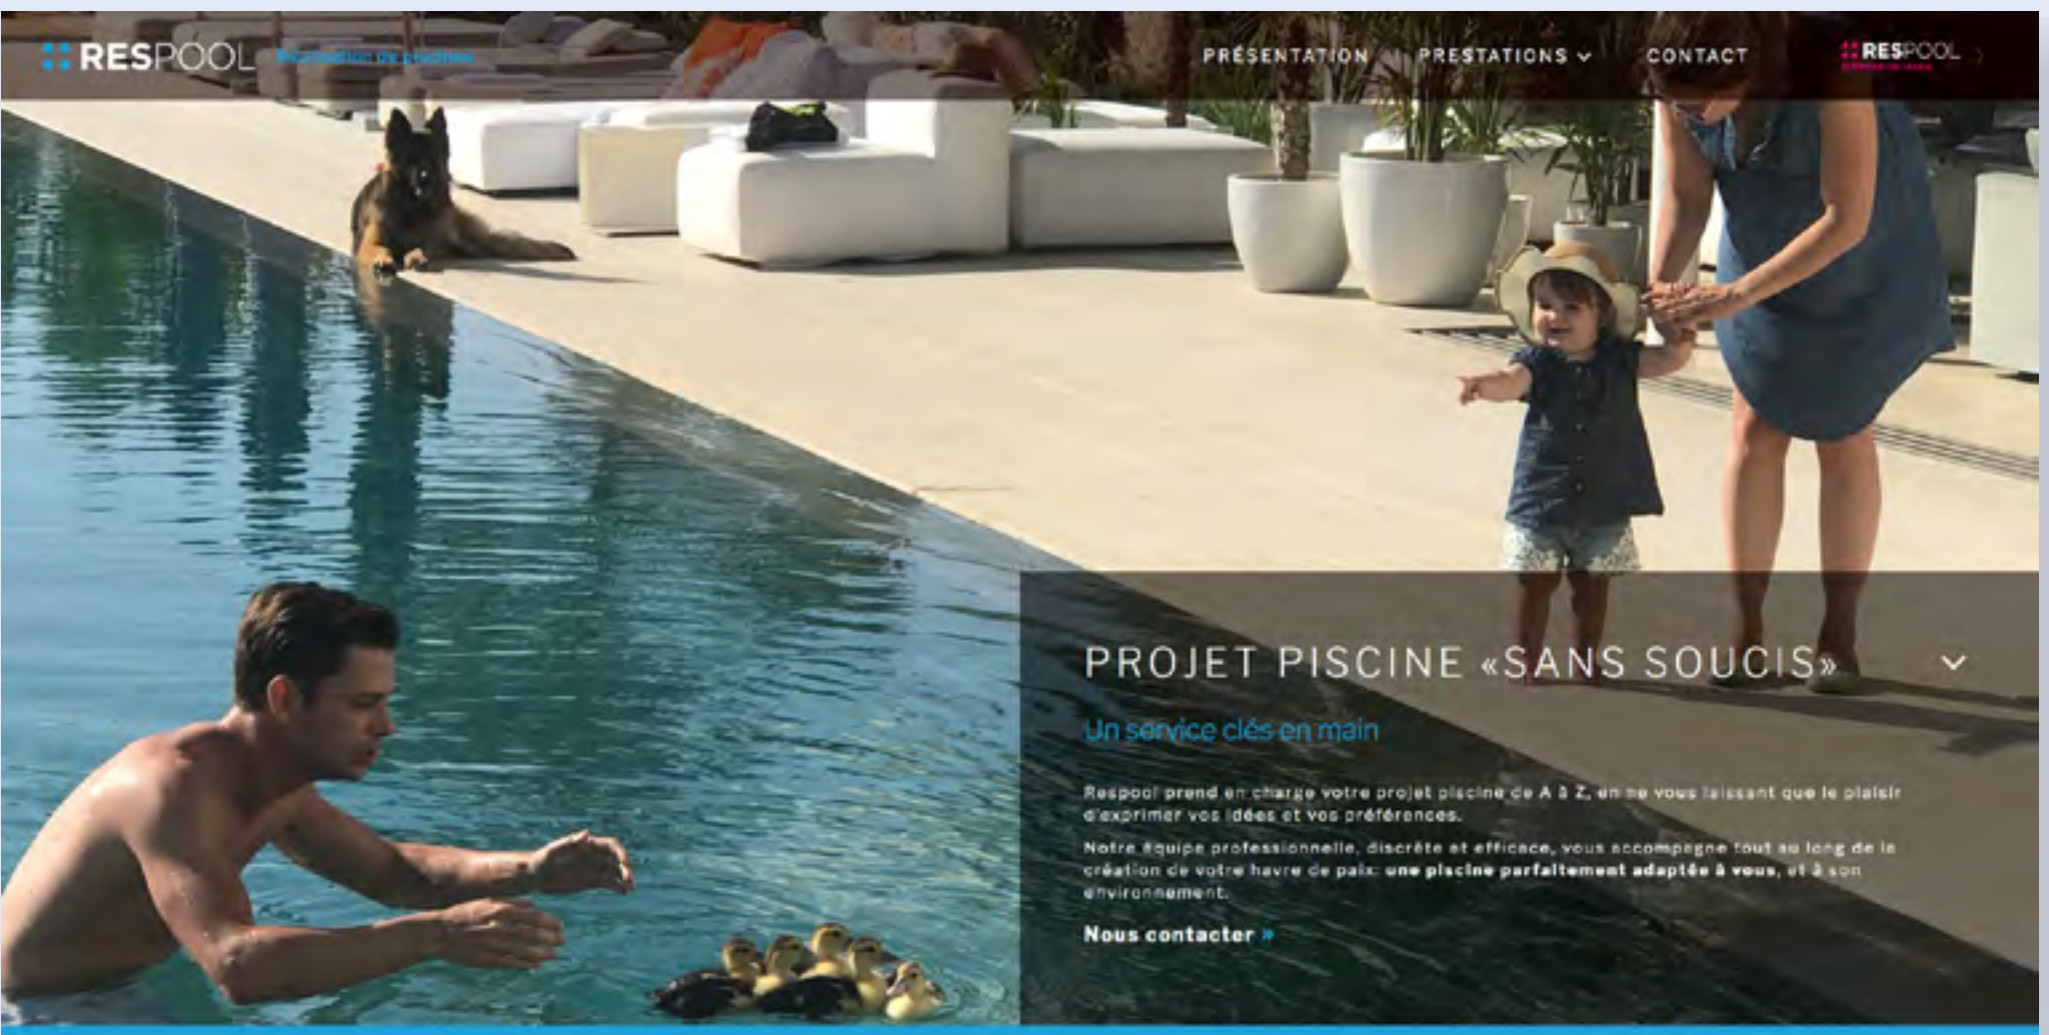 RESPOOL Réalisation de piscines
PRÉSENTATION PRESTATIONS CONTACT RESPOOL
PROJET PISCINE «SANS SOUCIS»
Un service clés en main
Respool prend en charge votre projet piscine de A à Z, en ne vous laissant que le plaisir
d'exprimer vos idées et vos préférences.
Notre équipe professionnelle, discrète et efficace, vous accompagne tout au long de la
création de votre havre de paix: une piscine parfaitement adaptée à vous, et à son
environnement.
Nous contacter »